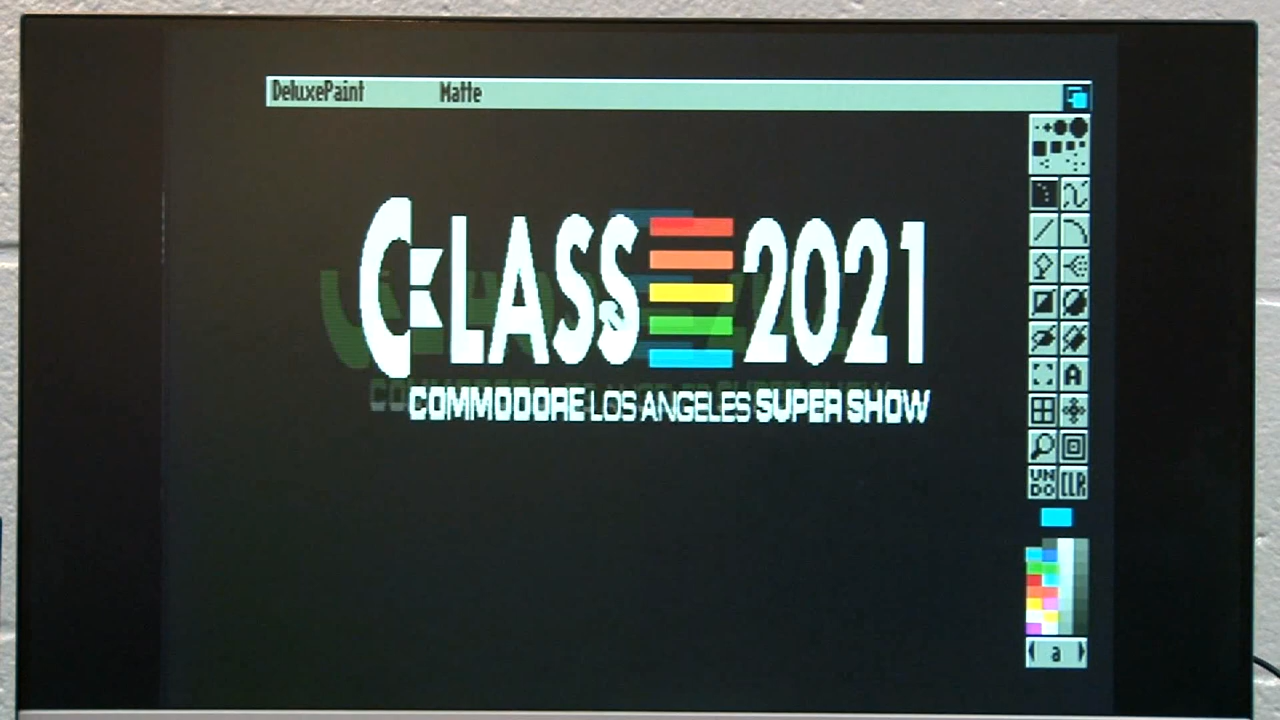 DeluxePaint Matte
CLASS 2021
COMMODORE LOS ANGELES SUPER SHOW
A
UNDO CLR
a